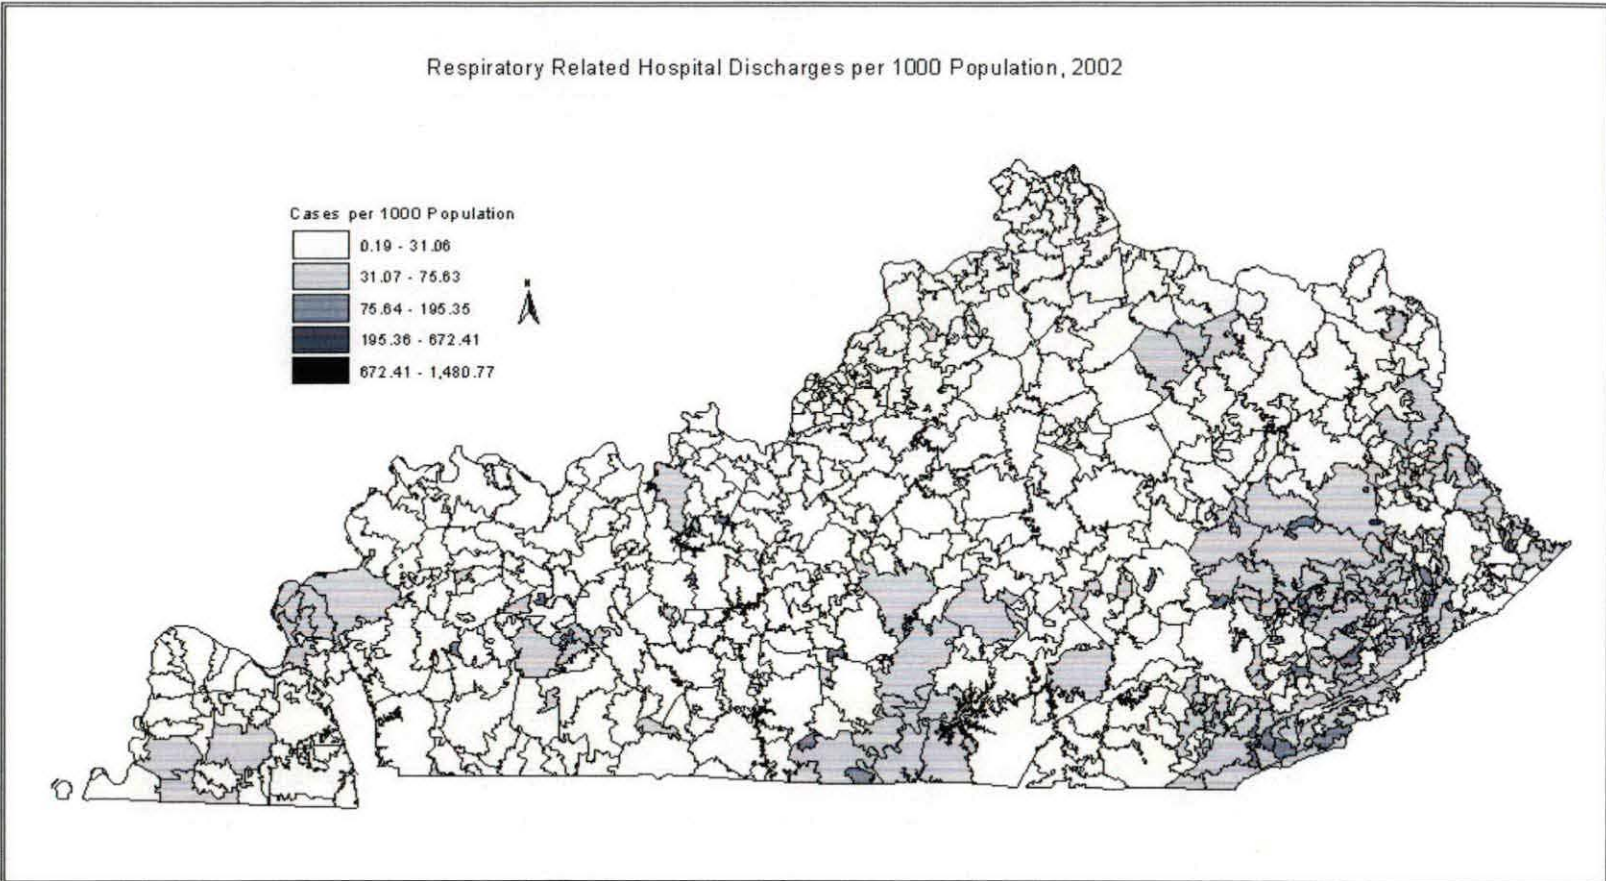 Respiratory Related Hospital Discharges per 1000 Population, 2002
Cases per 1000 Population
0.19 - 31.06
31.07 - 75.63
75.64 - 195.35
195.36 - 672.41
672.41 - 1,480.77
N